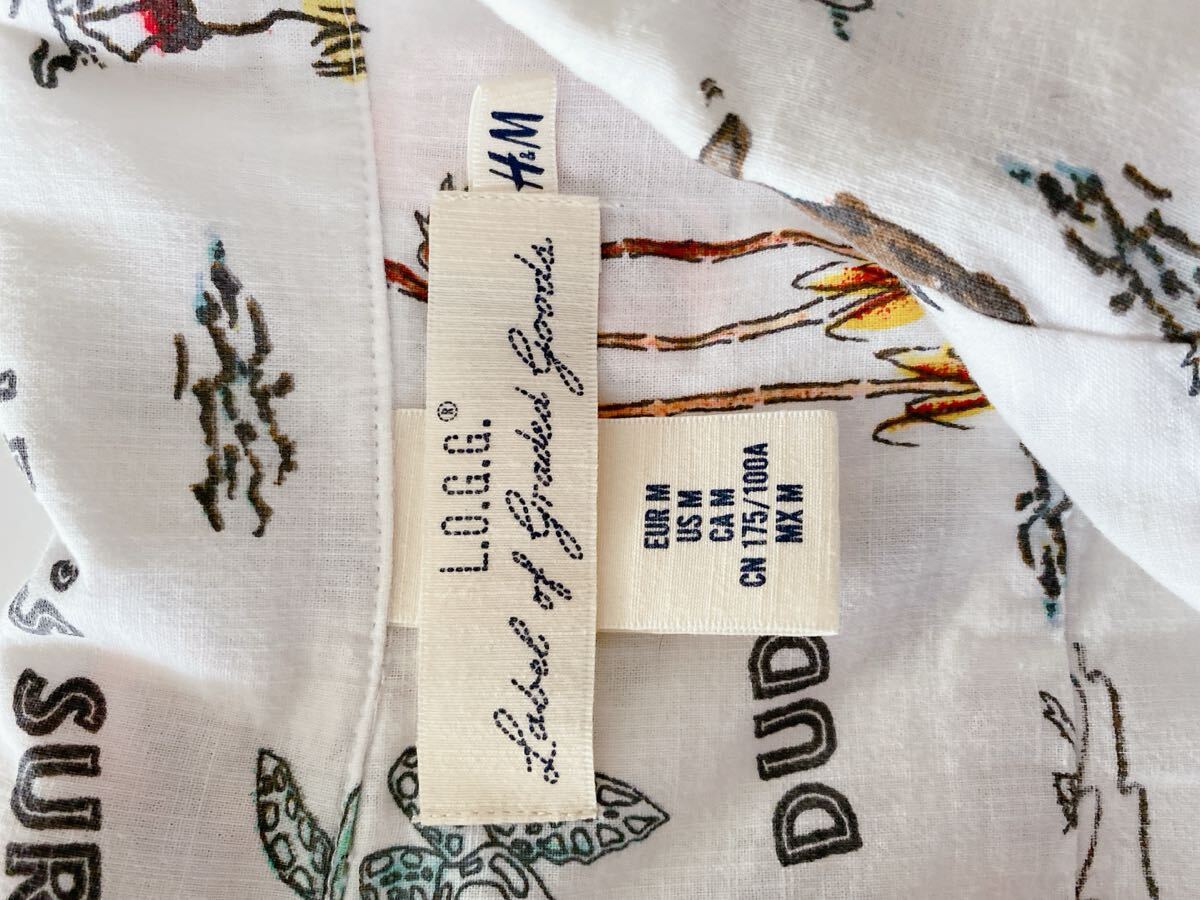 H&M
L.O.G.G.®
Label of Graded Goods
EUR M
US M
CA M
CN 175/100A
MX M
SUR
DUD